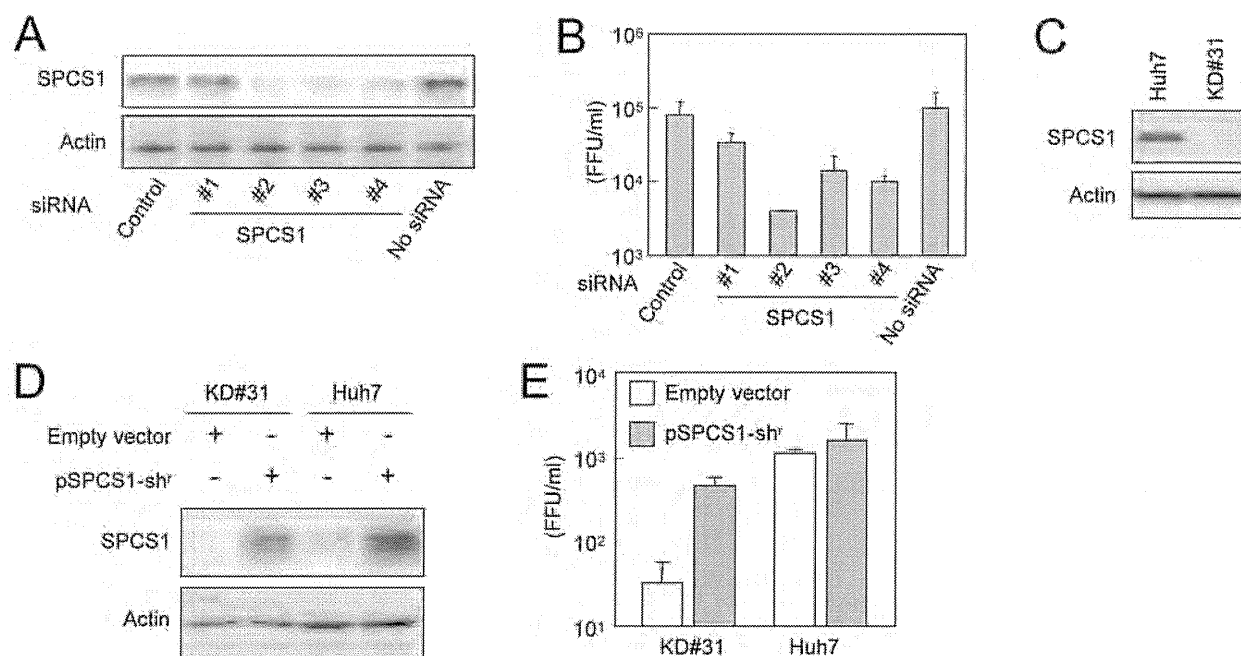 A
SPCS1
Actin
siRNA
Control
#1
#2
#3
#4
No siRNA
SPCS1
B
(FFU/ml)
10⁶
10⁵
10⁴
10³
siRNA
Control
#1
#2
#3
#4
No siRNA
SPCS1
C
Huh7
KD#31
SPCS1
Actin
D
KD#31 Huh7
Empty vector + - + -
pSPCS1-shʳ - + - +
SPCS1
Actin
E
(FFU/ml)
10⁴
10³
10²
10¹
Empty vector
pSPCS1-shʳ
KD#31 Huh7